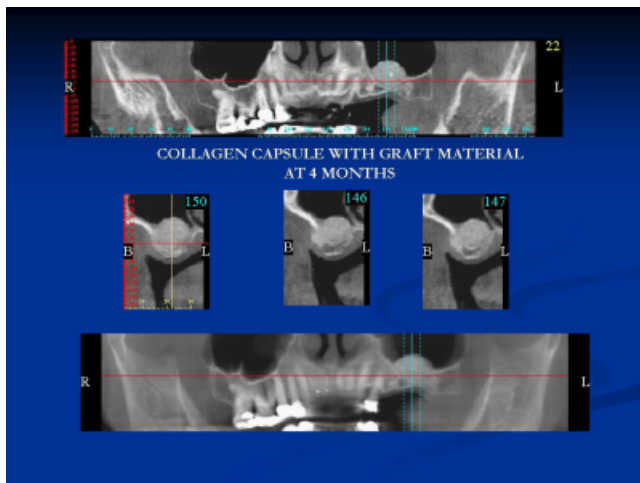 22
R
L
COLLAGEN CAPSULE WITH GRAFT MATERIAL
AT 4 MONTHS
150
146
147
B
L
B
L
B
L
R
L